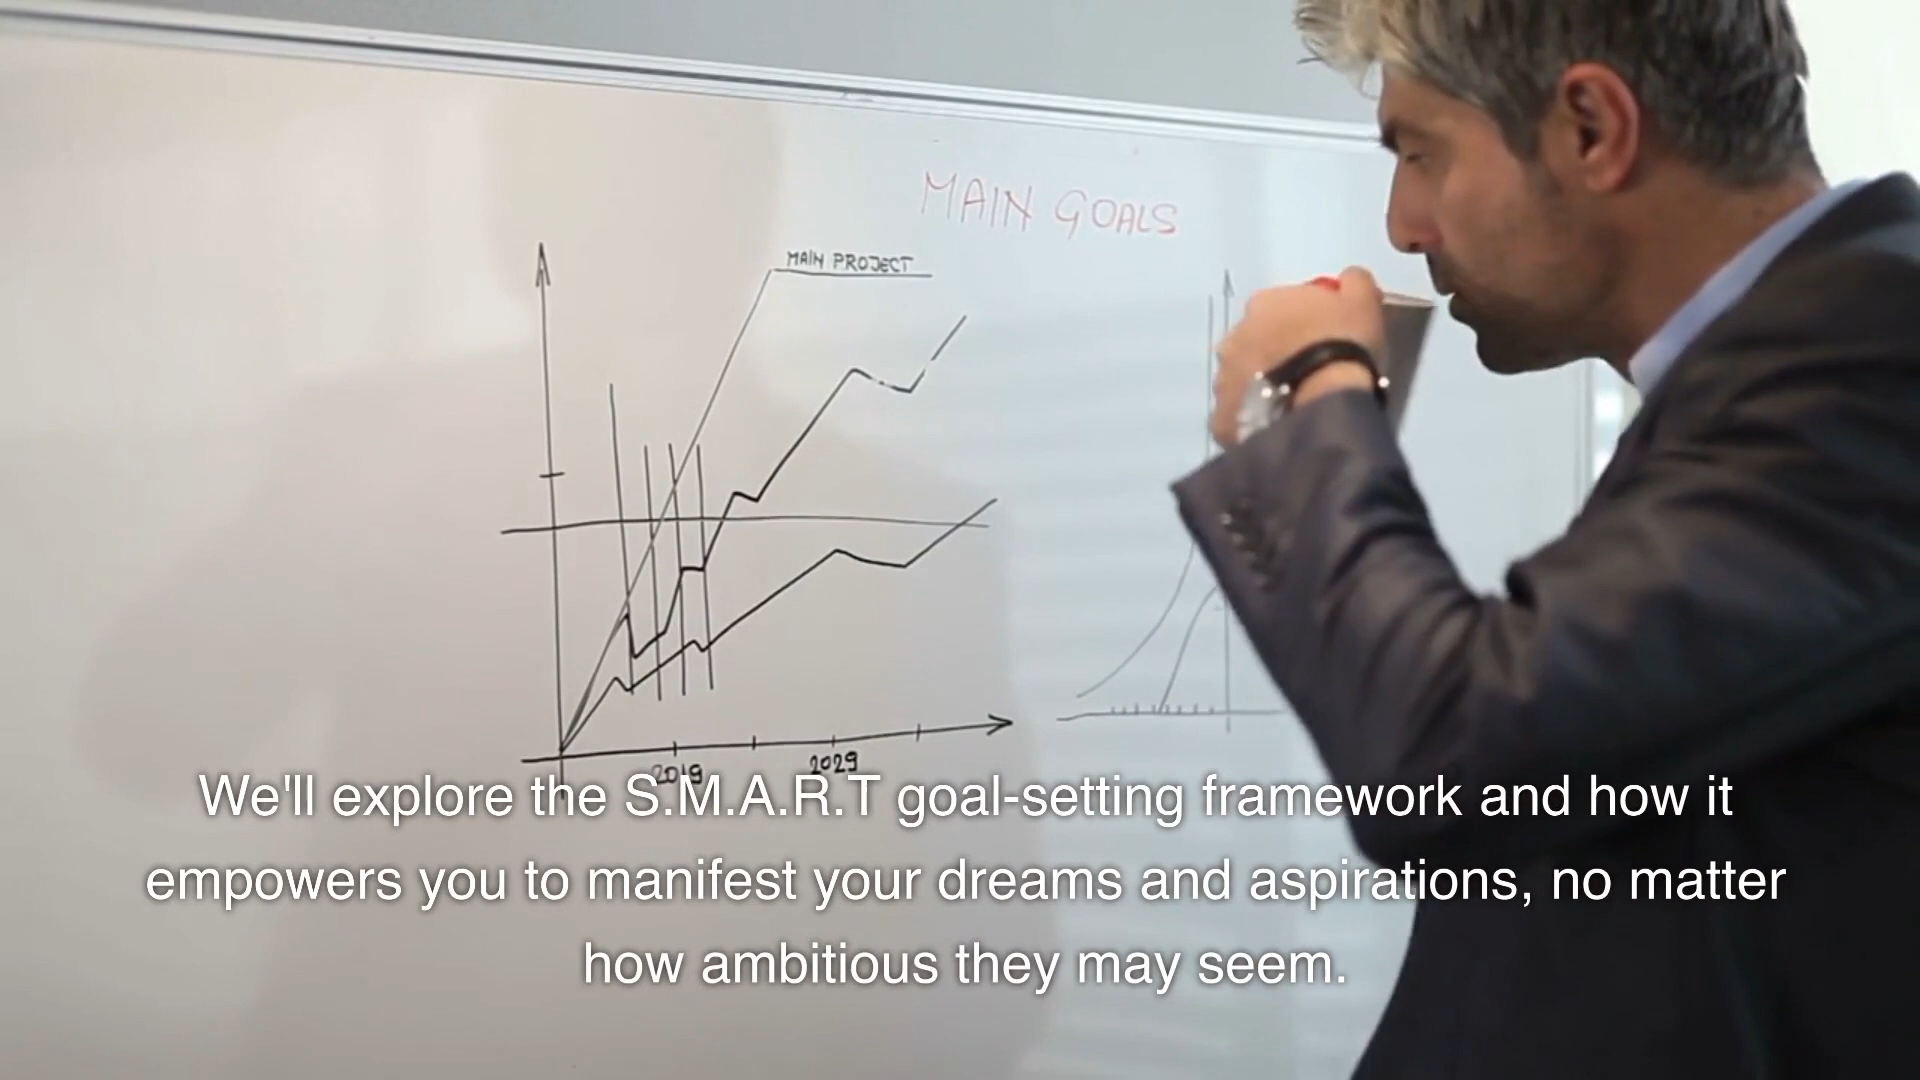 MAIN GOALS
MAIN PROJECT
2019
2029
We'll explore the S.M.A.R.T goal-setting framework and how it
empowers you to manifest your dreams and aspirations, no matter
how ambitious they may seem.